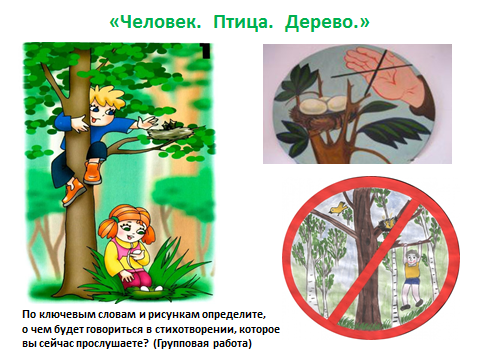 «Человек.  Птица.  Дерево.»
По ключевым словам и рисункам определите,
о чем будет говориться в стихотворении, которое
вы сейчас прослушаете?  (Групповая работа)